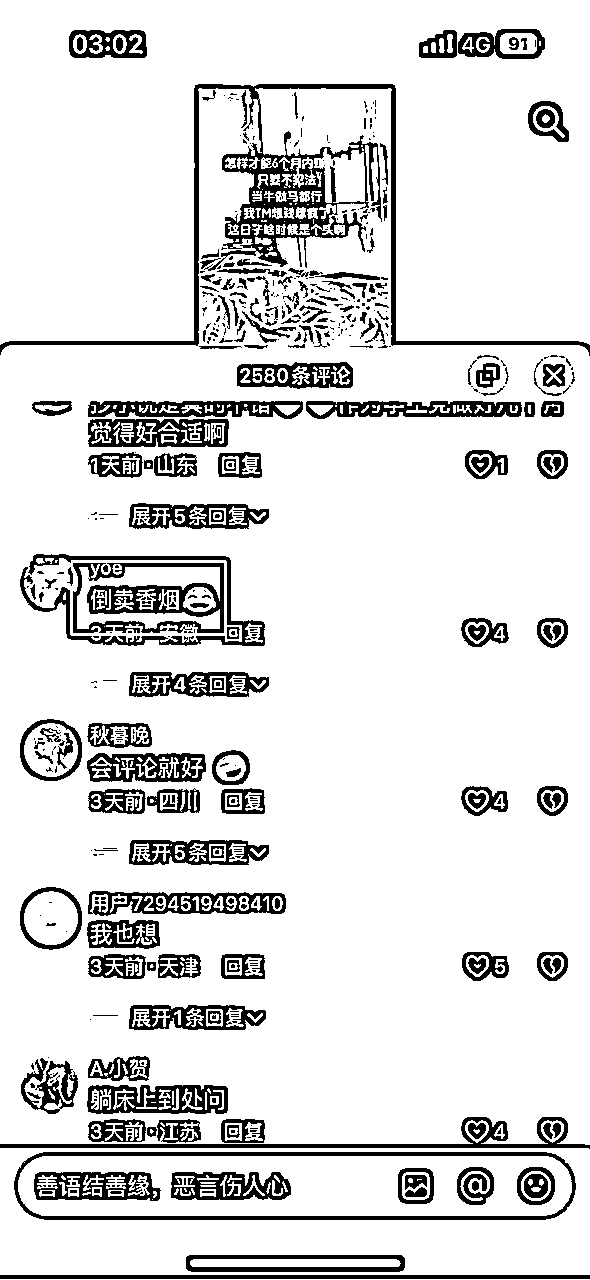 03:02
4G 91
怎样才能6个月内
只要不犯法
当牛做马都行
我TM想钱想疯了
这日子啥时候是个头啊
2580条评论
觉得好合适啊
1天前·山东 回复 1
展开5条回复
yoe
倒卖香烟
3天前·安徽 回复 4
展开4条回复
秋暮晚
会评论就好
3天前·四川 回复 4
展开5条回复
用户7294519498410
我也想
3天前·天津 回复 5
展开1条回复
A.小贺
躺床上到处问
3天前·江苏 回复 4
善语结善缘，恶言伤人心